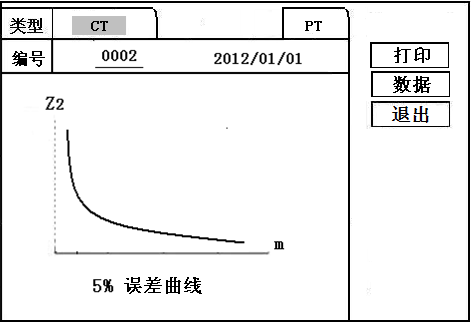 类型 CT PT
编号 0002 2012/01/01
打印
数据
退出
Z2
m
5% 误差曲线